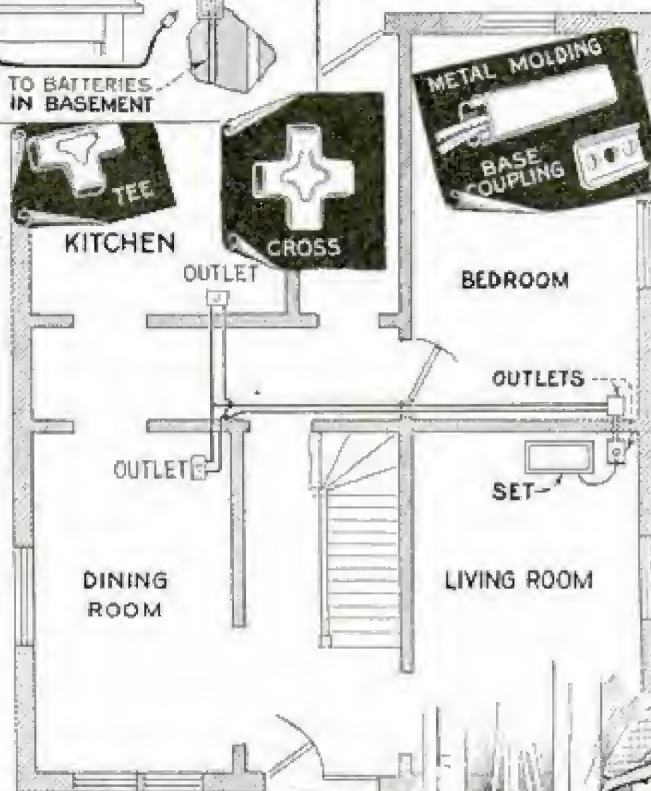 TO BATTERIES
IN BASEMENT
METAL MOLDING
BASE
COUPLING
TEE
CROSS
KITCHEN
OUTLET
BEDROOM
OUTLETS
OUTLET
SET
DINING
ROOM
LIVING ROOM